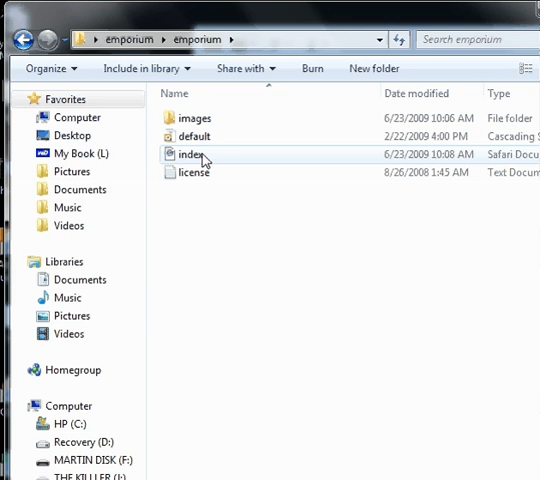 emporium emporium Search emporium
Organize Include in library Share with Burn New folder
Name Date modified Type
images 6/23/2009 10:06 AM File folder
default 2/22/2009 4:00 PM Cascading S
index 6/23/2009 10:08 AM Safari Docu
license 8/26/2008 1:45 AM Text Docum
Favorites
Computer
Desktop
My Book (L)
Pictures
Documents
Music
Videos
Libraries
Documents
Music
Pictures
Videos
Homegroup
Computer
HP (C:)
Recovery (D:)
MARTIN DISK (F:)
THE KILLER (